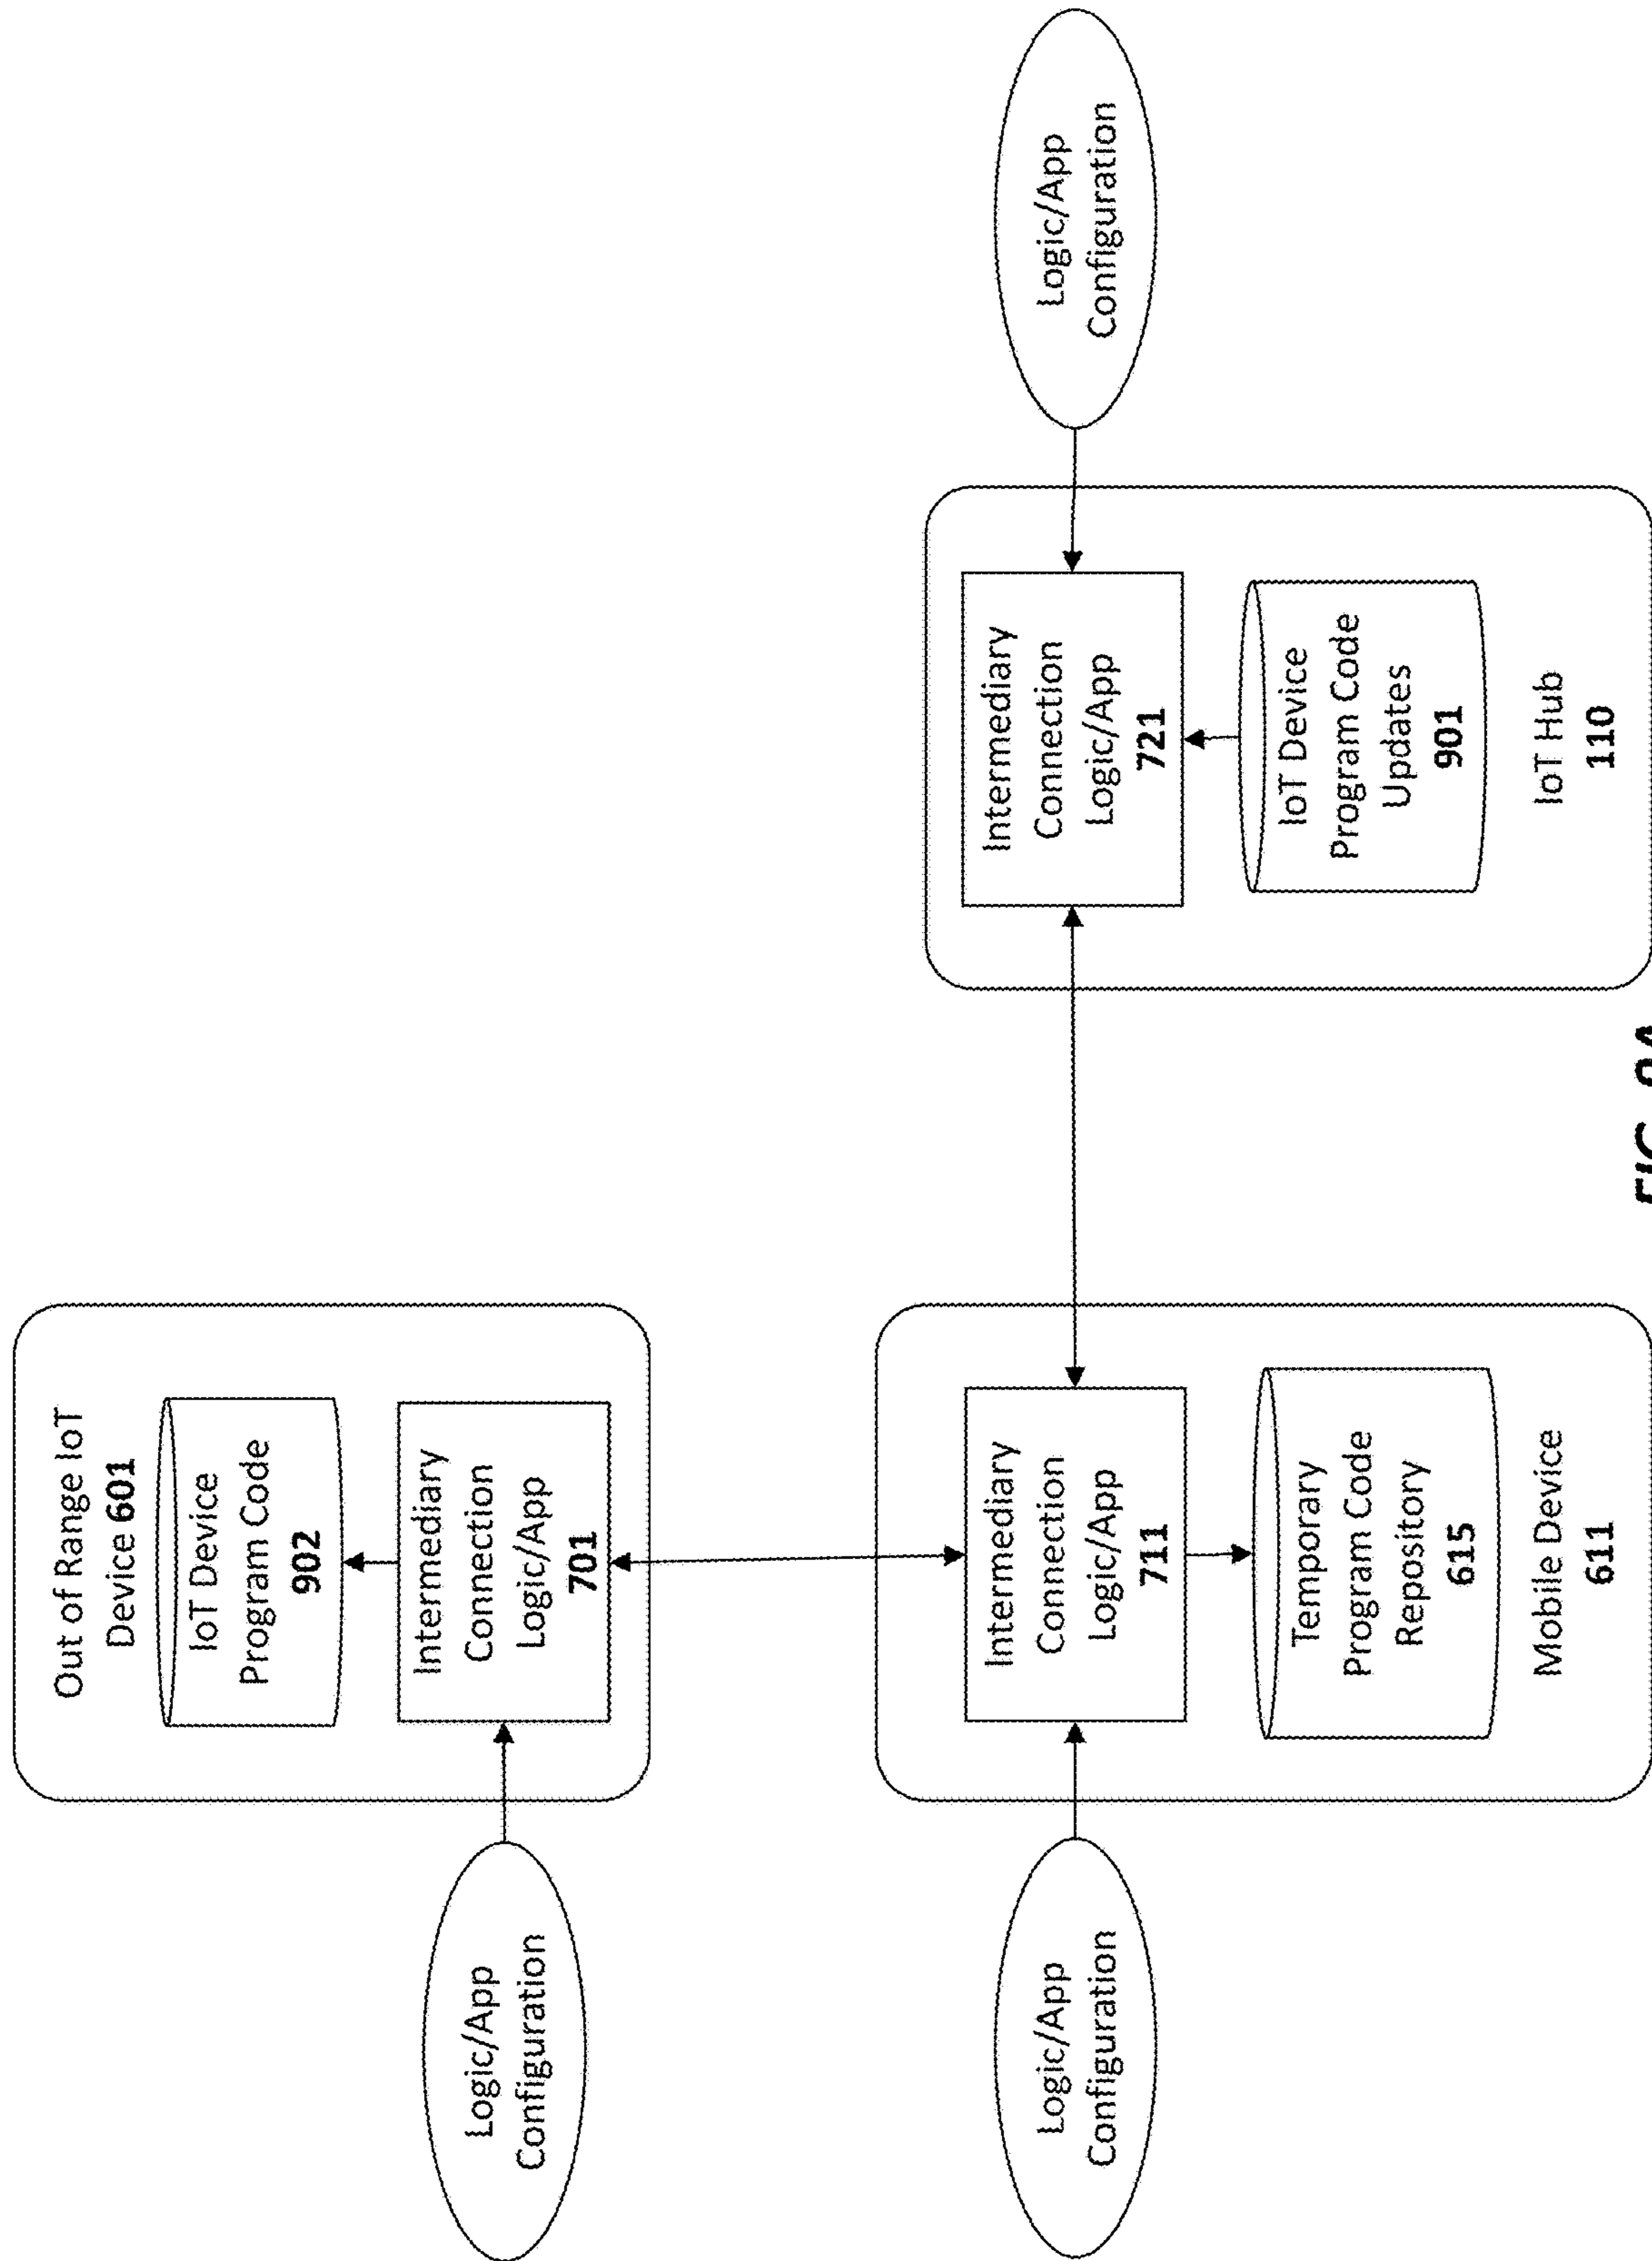 Out of Range IoT
Device 601
IoT Device
Program Code
902
Logic/App
Configuration
Intermediary
Connection
Logic/App
701
Logic/App
Configuration
Intermediary
Connection
Logic/App
711
Temporary
Program Code
Repository
615
Mobile Device
611
Intermediary
Connection
Logic/App
721
IoT Device
Program Code
Updates
901
IoT Hub
110
Logic/App
Configuration
FIG. 9A